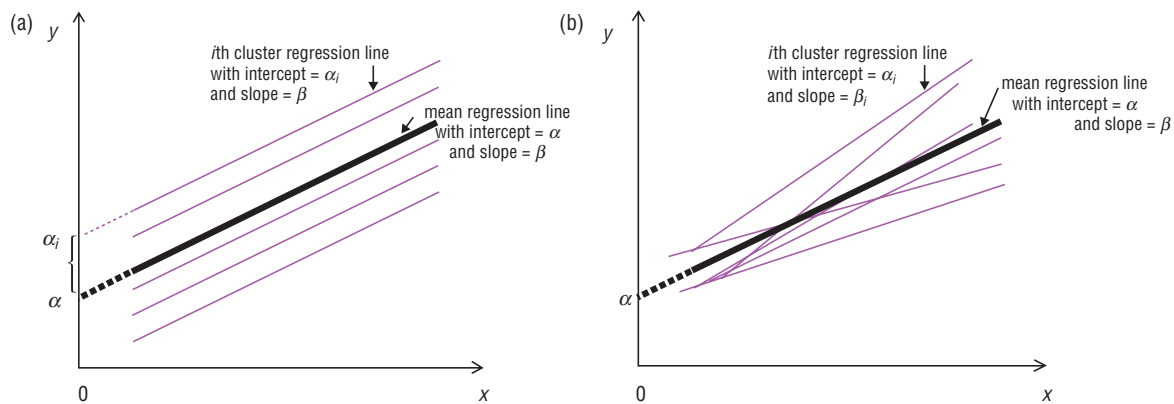 (a)
y
ith cluster regression line
with intercept = αi
and slope = β
mean regression line
with intercept = α
and slope = β
αi
α
0
x
(b)
y
ith cluster regression line
with intercept = αi
and slope = βi
mean regression line
with intercept = α
and slope = β
α
0
x